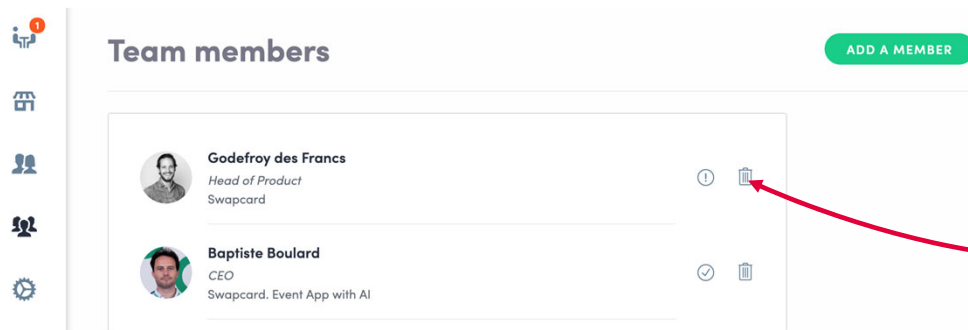 1
Team members
ADD A MEMBER
Godefroy des Francs
Head of Product
Swapcard
Baptiste Boulard
CEO
Swapcard. Event App with AI